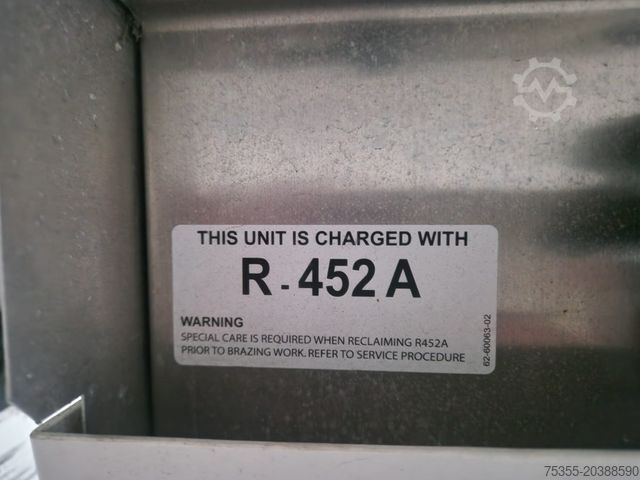 THIS UNIT IS CHARGED WITH
R - 452 A
WARNING
SPECIAL CARE IS REQUIRED WHEN RECLAIMING R452A
PRIOR TO BRAZING WORK. REFER TO SERVICE PROCEDURE
62-60063-02
75355-20388590